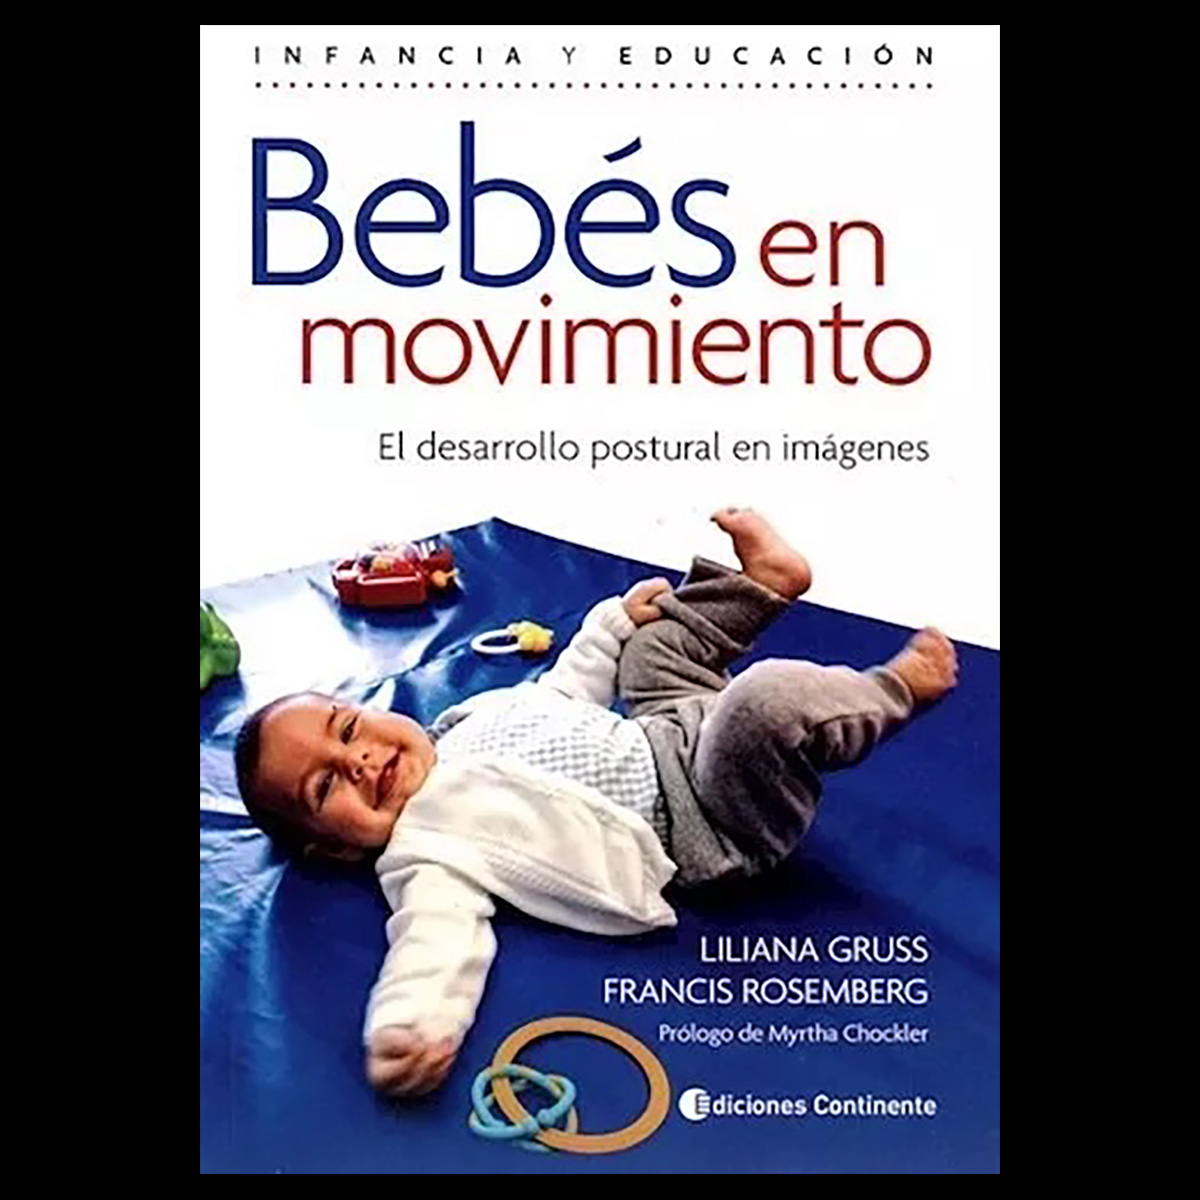 INFANCIA Y EDUCACIÓN
Bebés en
movimiento
El desarrollo postural en imágenes
LILIANA GRUSS
FRANCIS ROSEMBERG
Prólogo de Myrtha Chockler
Ediciones Continente